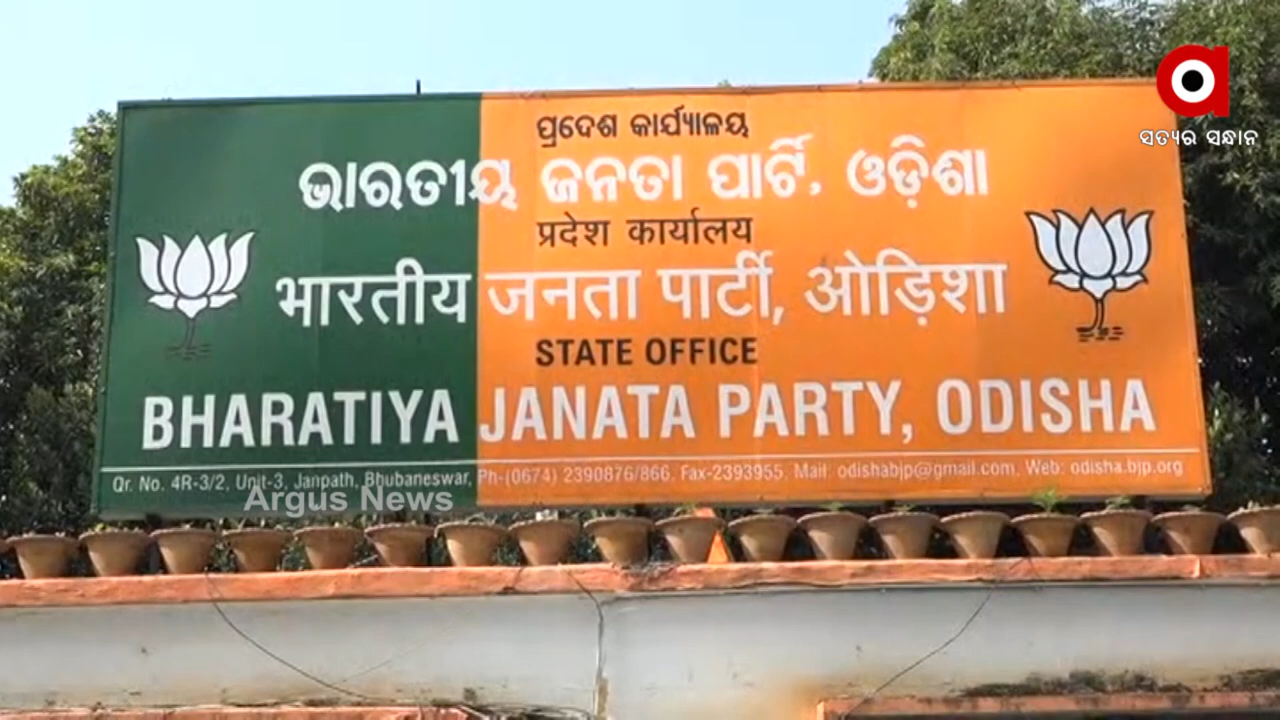 ସତ୍ୟର ସନ୍ଧାନ
ପ୍ରଦେଶ କାର୍ଯ୍ୟାଳୟ
ଭାରତୀୟ ଜନତା ପାର୍ଟି, ଓଡ଼ିଶା
प्रदेश कार्यालय
भारतीय जनता पार्टी, ओड़िशा
STATE OFFICE
BHARATIYA JANATA PARTY, ODISHA
Qr. No. 4R-3/2, Unit-3, Janpath, Bhubaneswar, Ph-(0674) 2390876/866. Fax-2393955. Mail: odishabjp@gmail.com, Web: odisha.bjp.org
Argus News